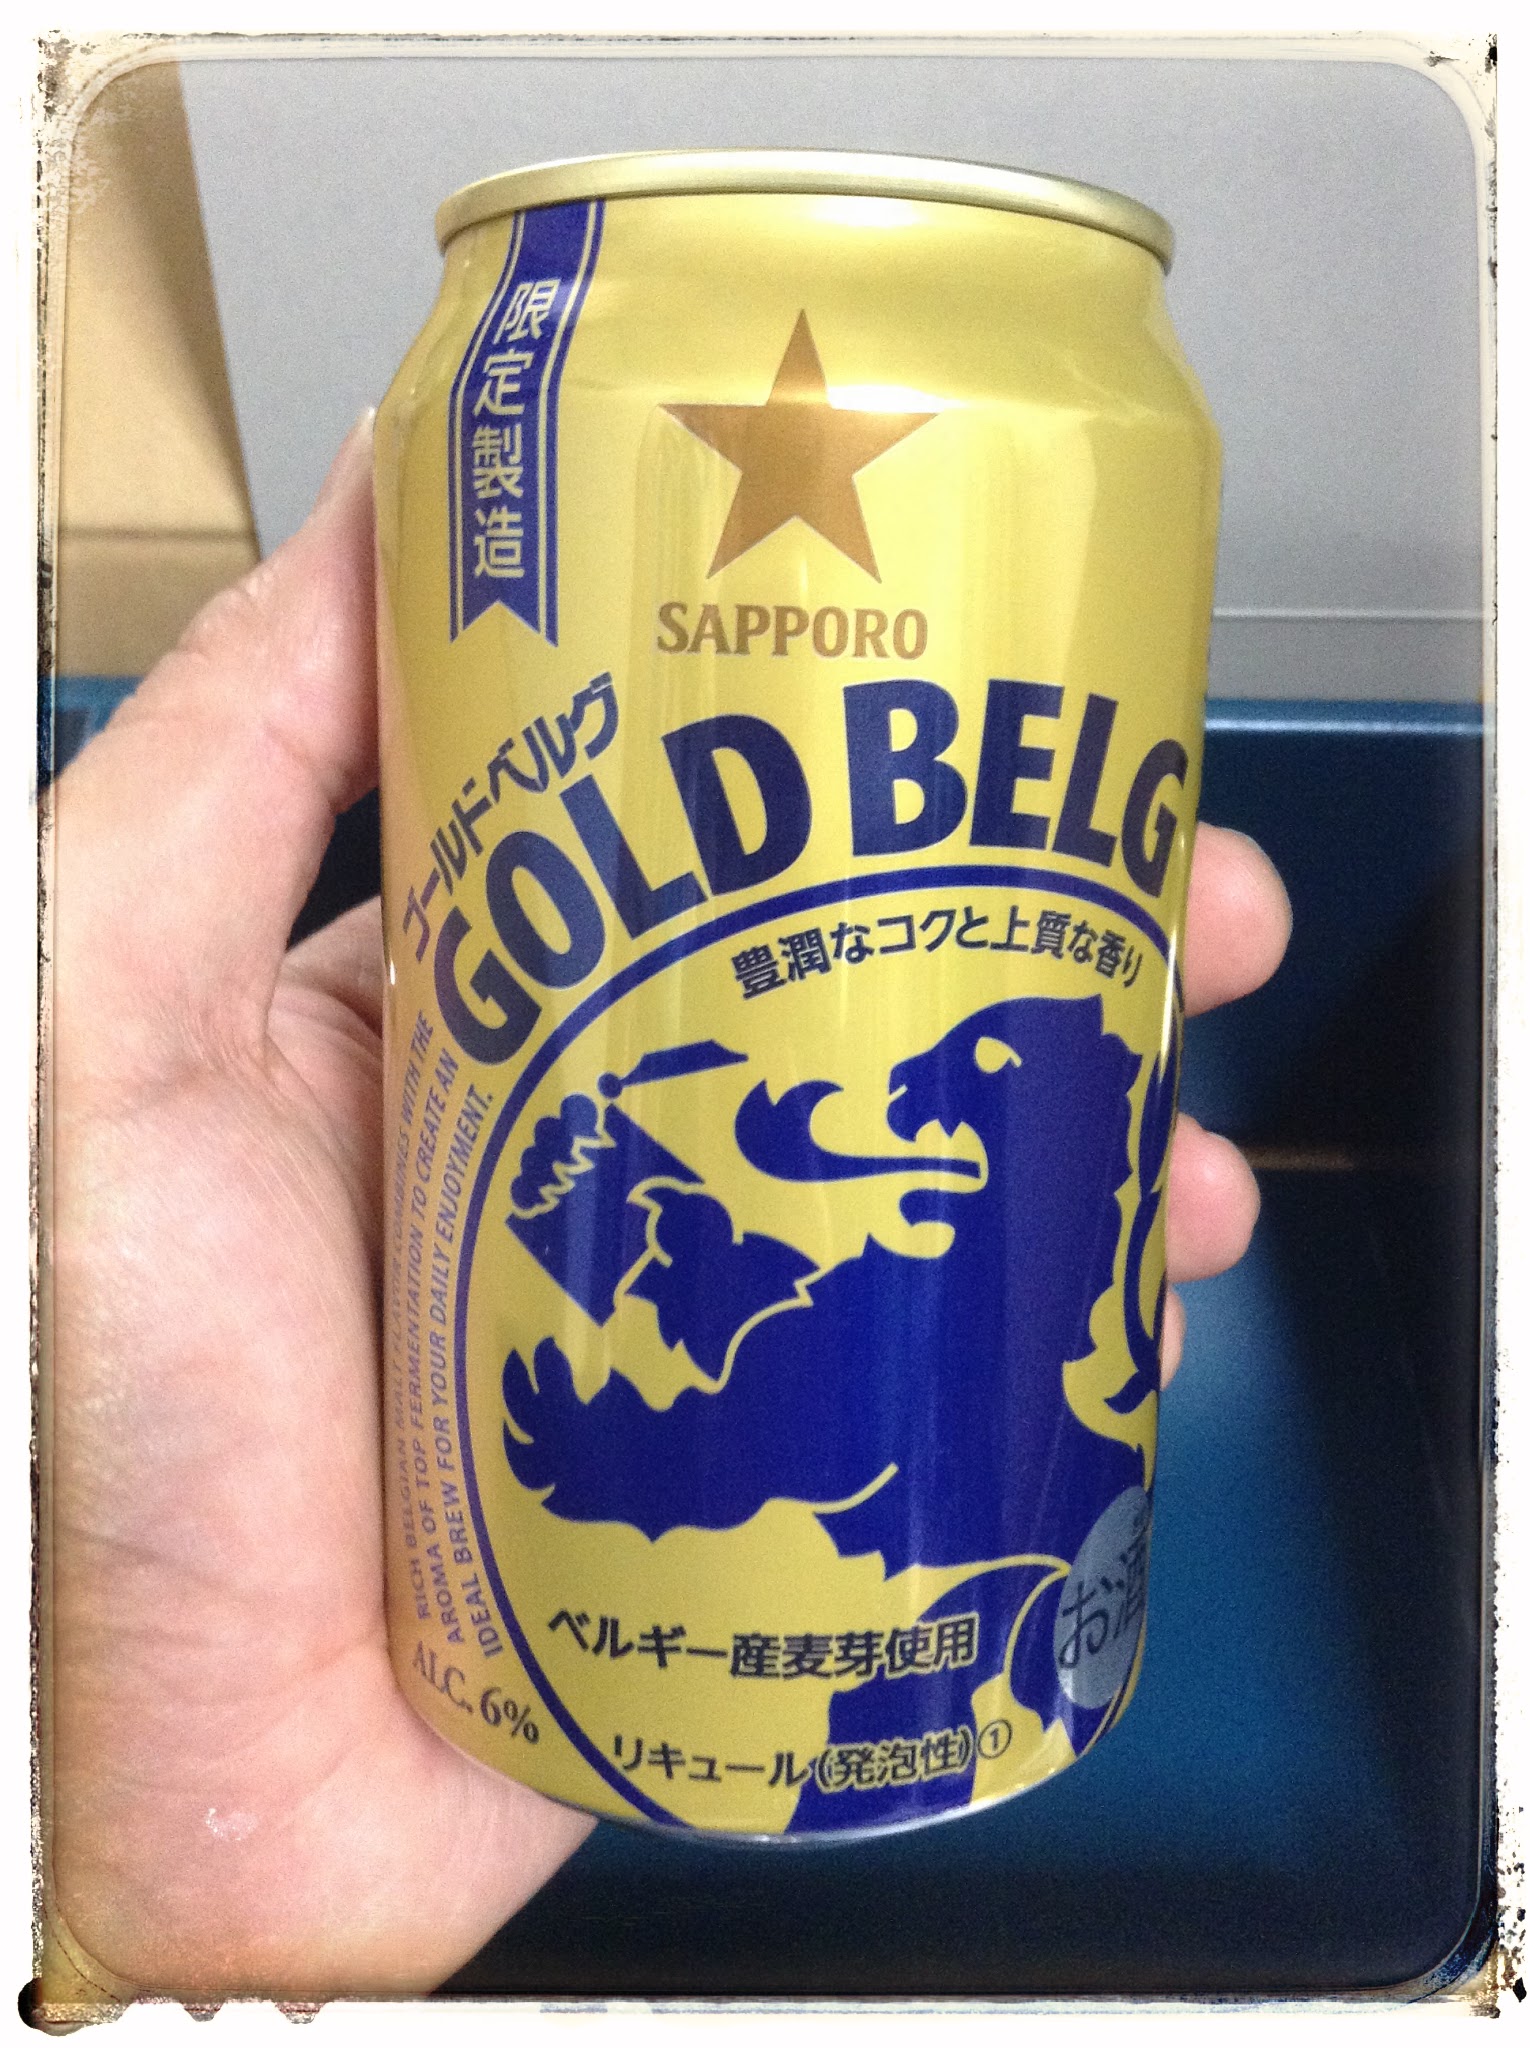 限定製造
SAPPORO
ゴールドベルグ
GOLD BELG
豊潤なコクと上質な香り
RICH BELGIAN MALT FLAVOR COMBINES WITH THE
AROMA OF TOP FERMENTATION TO CREATE AN
IDEAL BREW FOR YOUR DAILY ENJOYMENT.
ALC. 6%
ベルギー産麦芽使用
お酒
リキュール(発泡性)①